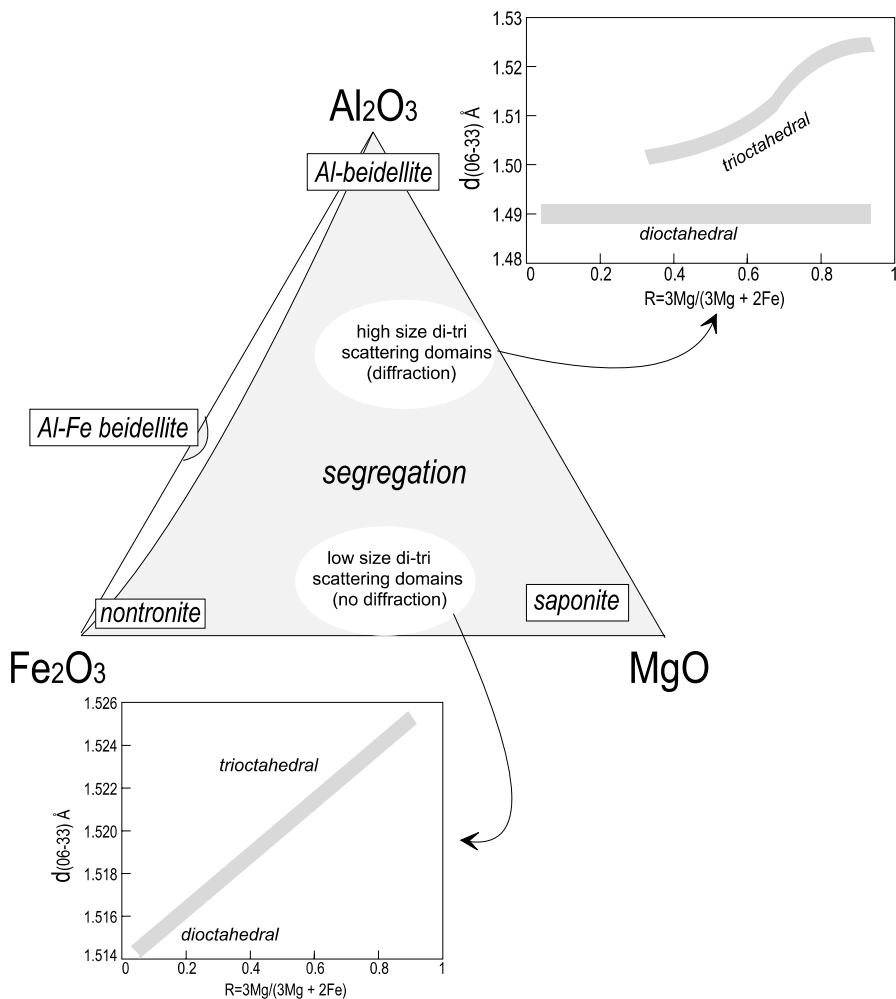 1.53
1.52
1.51
1.50
1.49
1.48
d(06-33) Å
trioctahedral
dioctahedral
0 0.2 0.4 0.6 0.8 1
R=3Mg/(3Mg + 2Fe)
Al2O3
Al-beidellite
high size di-tri
scattering domains
(diffraction)
Al-Fe beidellite
segregation
low size di-tri
scattering domains
(no diffraction)
nontronite
saponite
Fe2O3
MgO
1.526
1.524
1.522
1.520
1.518
1.516
1.514
d(06-33) Å
trioctahedral
dioctahedral
0 0.2 0.4 0.6 0.8 1
R=3Mg/(3Mg + 2Fe)